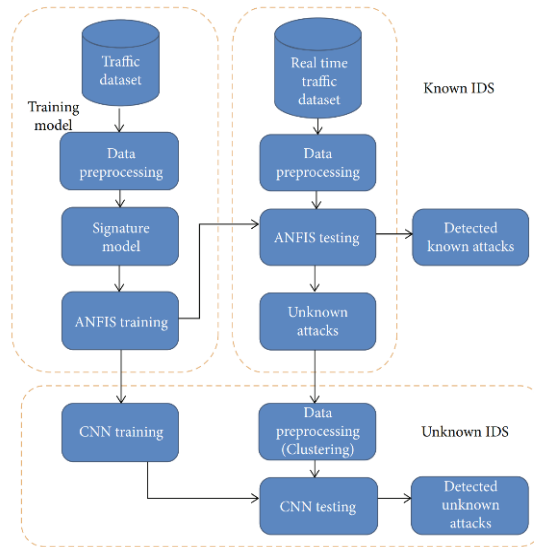 Traffic
dataset
Training
model
Data
preprocessing
Signature
model
ANFIS training
Real time
traffic
dataset
Data
preprocessing
ANFIS testing
Unknown
attacks
Known IDS
Detected
known attacks
CNN training
Data
preprocessing
(Clustering)
CNN testing
Unknown IDS
Detected
unknown
attacks